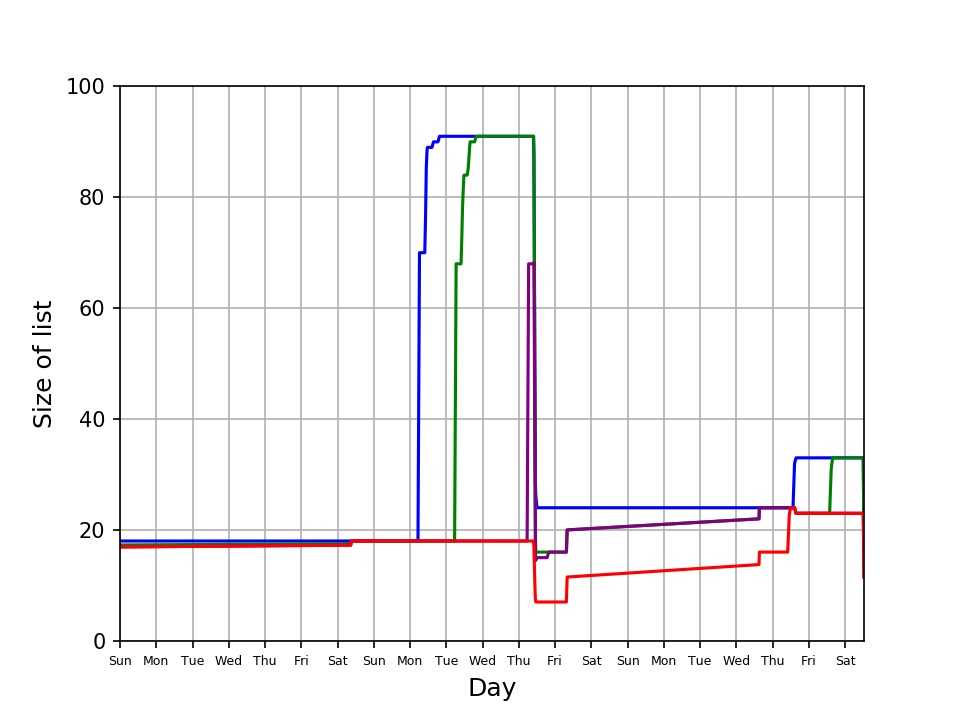 100
80
60
40
20
0
Size of list
Sun Mon Tue Wed Thu Fri Sat Sun Mon Tue Wed Thu Fri Sat Sun Mon Tue Wed Thu Fri Sat
Day